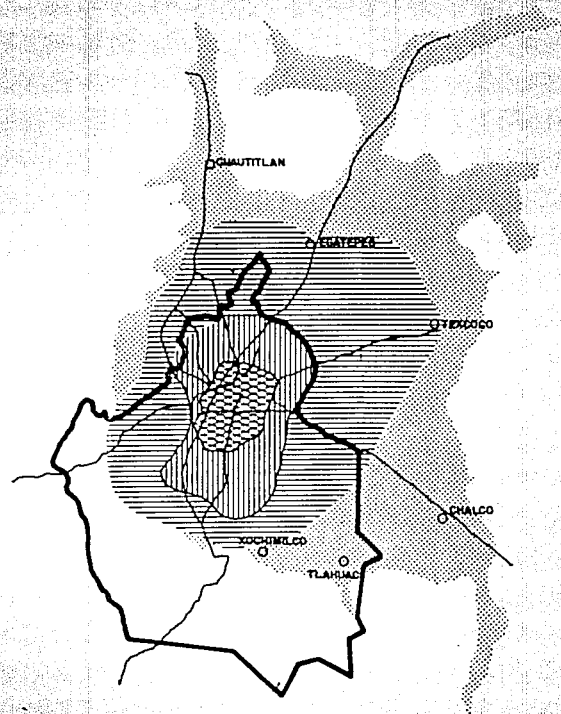 CUAUTITLAN
ECATEPEC
TEXCOCO
CHALCO
XOCHIMILCO
TLAHUAC